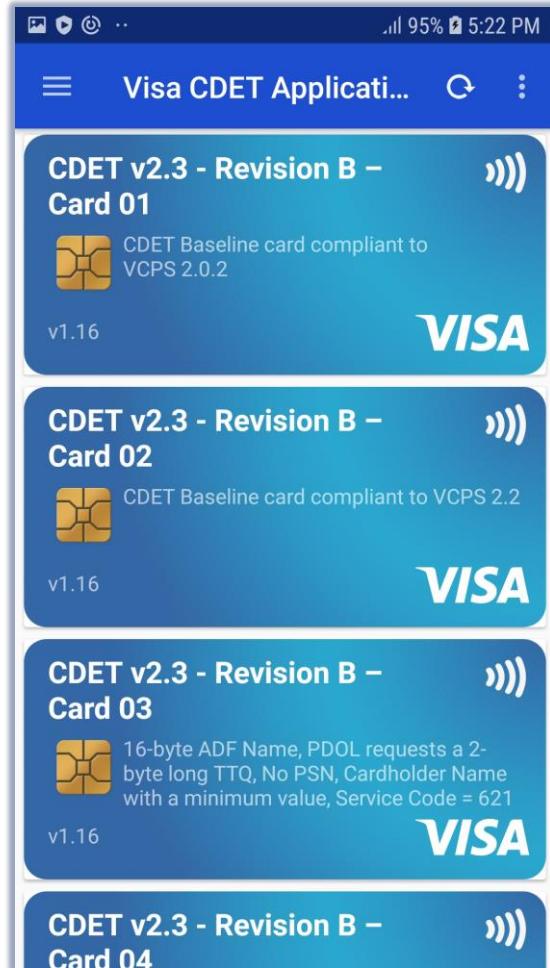 95% 5:22 PM
Visa CDET Applicati...
CDET v2.3 - Revision B –
Card 01
CDET Baseline card compliant to
VCPS 2.0.2
v1.16
VISA
CDET v2.3 - Revision B –
Card 02
CDET Baseline card compliant to VCPS 2.2
v1.16
VISA
CDET v2.3 - Revision B –
Card 03
16-byte ADF Name, PDOL requests a 2-
byte long TTQ, No PSN, Cardholder Name
with a minimum value, Service Code = 621
v1.16
VISA
CDET v2.3 - Revision B –
Card 04